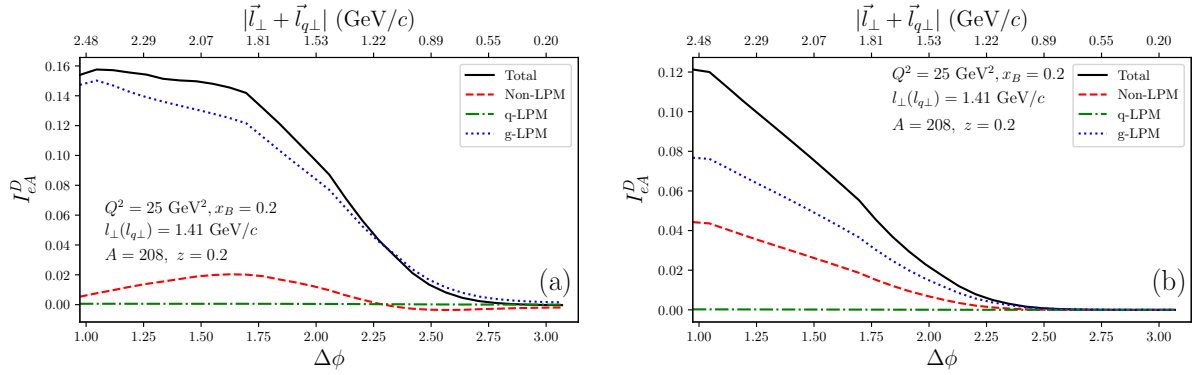 |l⃗⊥ + l⃗q⊥| (GeV/c)
2.48 2.29 2.07 1.81 1.53 1.22 0.89 0.55 0.20
0.16
0.14
0.12
0.10
0.08
0.06
0.04
0.02
0.00
I^D_eA
Total
Non-LPM
q-LPM
g-LPM
Q² = 25 GeV², x_B = 0.2
l⊥(lq⊥) = 1.41 GeV/c
A = 208, z = 0.2
(a)
1.00 1.25 1.50 1.75 2.00 2.25 2.50 2.75 3.00
Δϕ
|l⃗⊥ + l⃗q⊥| (GeV/c)
2.48 2.29 2.07 1.81 1.53 1.22 0.89 0.55 0.20
0.12
0.10
0.08
0.06
0.04
0.02
0.00
I^D_eA
Q² = 25 GeV², x_B = 0.2
l⊥(lq⊥) = 1.41 GeV/c
A = 208, z = 0.2
Total
Non-LPM
q-LPM
g-LPM
(b)
1.00 1.25 1.50 1.75 2.00 2.25 2.50 2.75 3.00
Δϕ